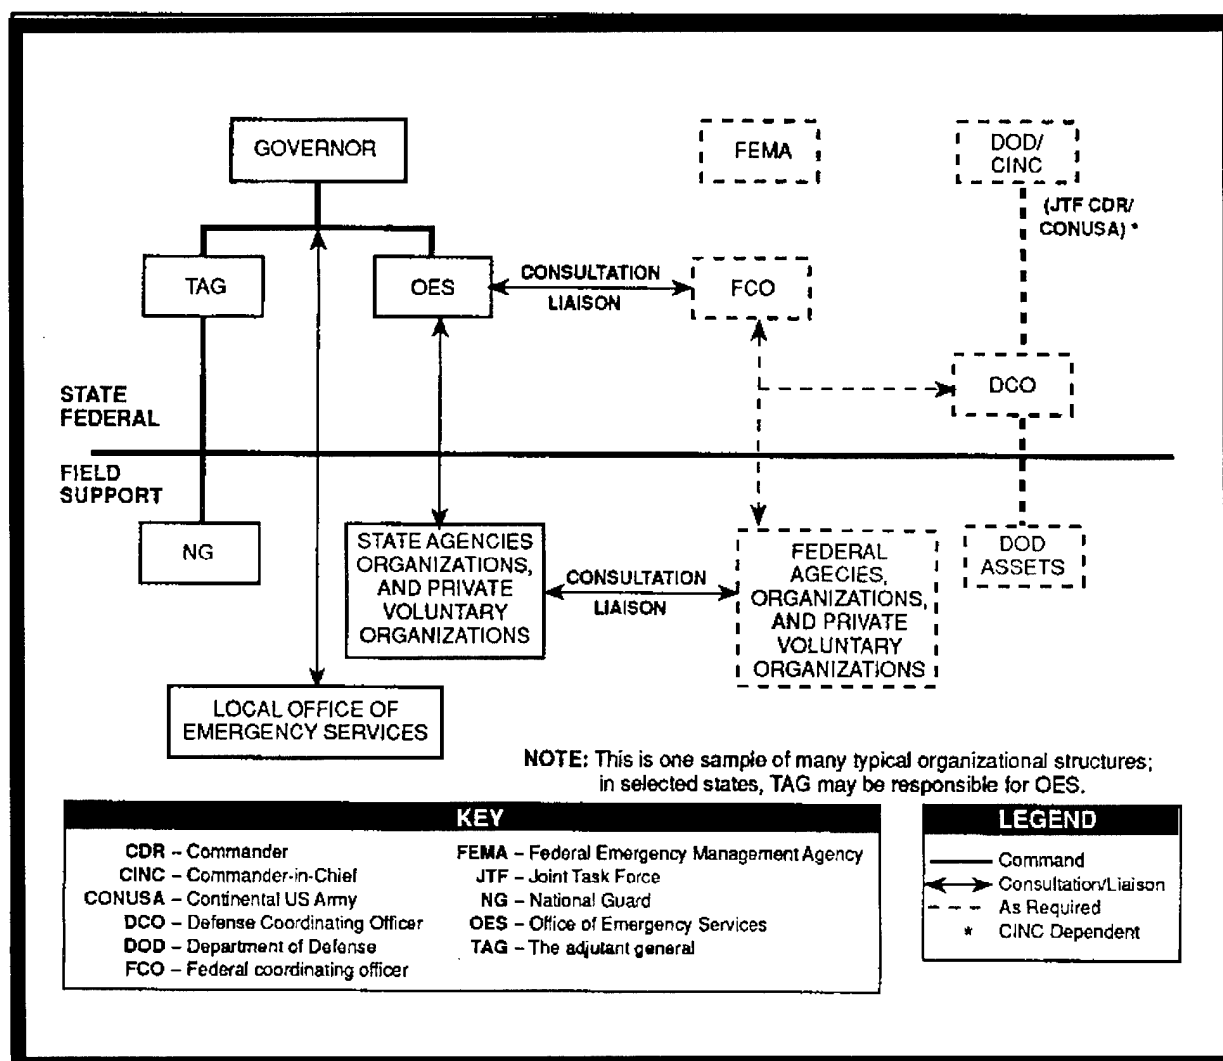 GOVERNOR
FEMA
DOD/
CINC
(JTF CDR/
CONUSA) *
TAG
OES
CONSULTATION
LIAISON
FCO
DCO
STATE
FEDERAL
FIELD
SUPPORT
NG
STATE AGENCIES
ORGANIZATIONS,
AND PRIVATE
VOLUNTARY
ORGANIZATIONS
CONSULTATION
LIAISON
FEDERAL
AGECIES,
ORGANIZATIONS,
AND PRIVATE
VOLUNTARY
ORGANIZATIONS
DOD
ASSETS
LOCAL OFFICE OF
EMERGENCY SERVICES
NOTE: This is one sample of many typical organizational structures;
in selected states, TAG may be responsible for OES.
KEY
CDR – Commander
CINC – Commander-in-Chief
CONUSA – Continental US Army
DCO – Defense Coordinating Officer
DOD – Department of Defense
FCO – Federal coordinating officer
FEMA – Federal Emergency Management Agency
JTF – Joint Task Force
NG – National Guard
OES – Office of Emergency Services
TAG – The adjutant general
LEGEND
Command
Consultation/Liaison
As Required
* CINC Dependent